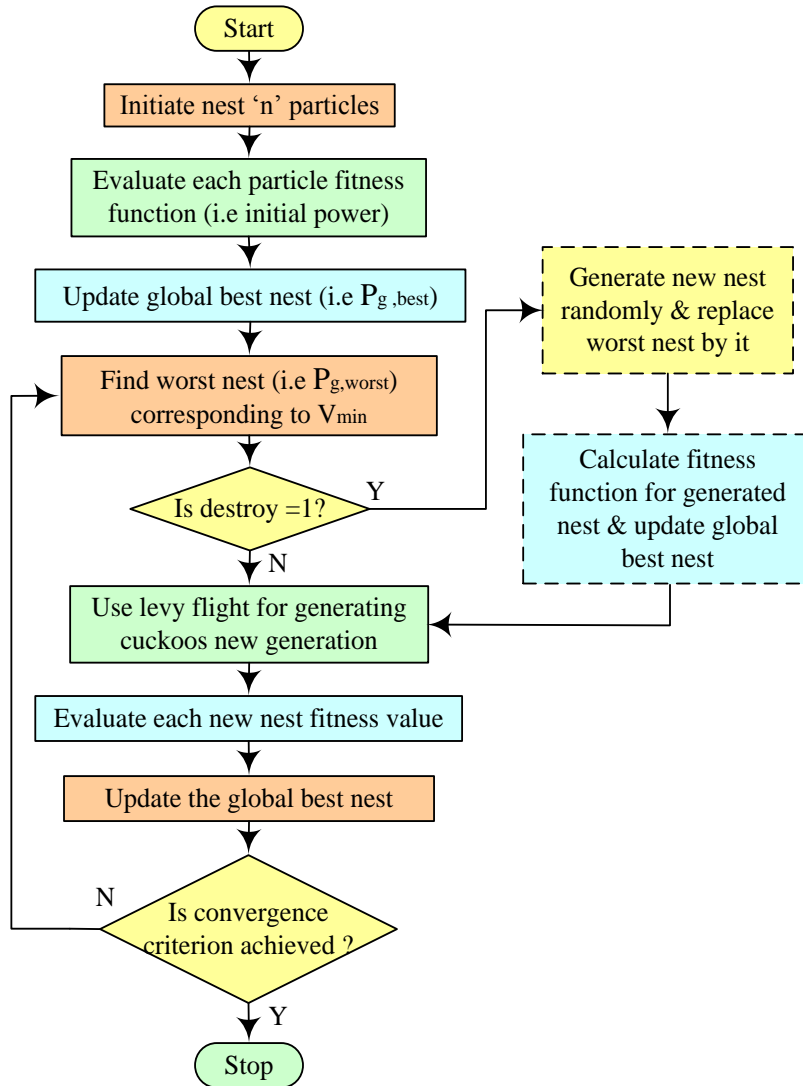 Start
Initiate nest ‘n’ particles
Evaluate each particle fitness
function (i.e initial power)
Update global best nest (i.e Pg ,best)
Find worst nest (i.e Pg,worst)
corresponding to Vmin
Is destroy =1?
Y
N
Generate new nest
randomly & replace
worst nest by it
Calculate fitness
function for generated
nest & update global
best nest
Use levy flight for generating
cuckoos new generation
Evaluate each new nest fitness value
Update the global best nest
Is convergence
criterion achieved ?
N
Y
Stop